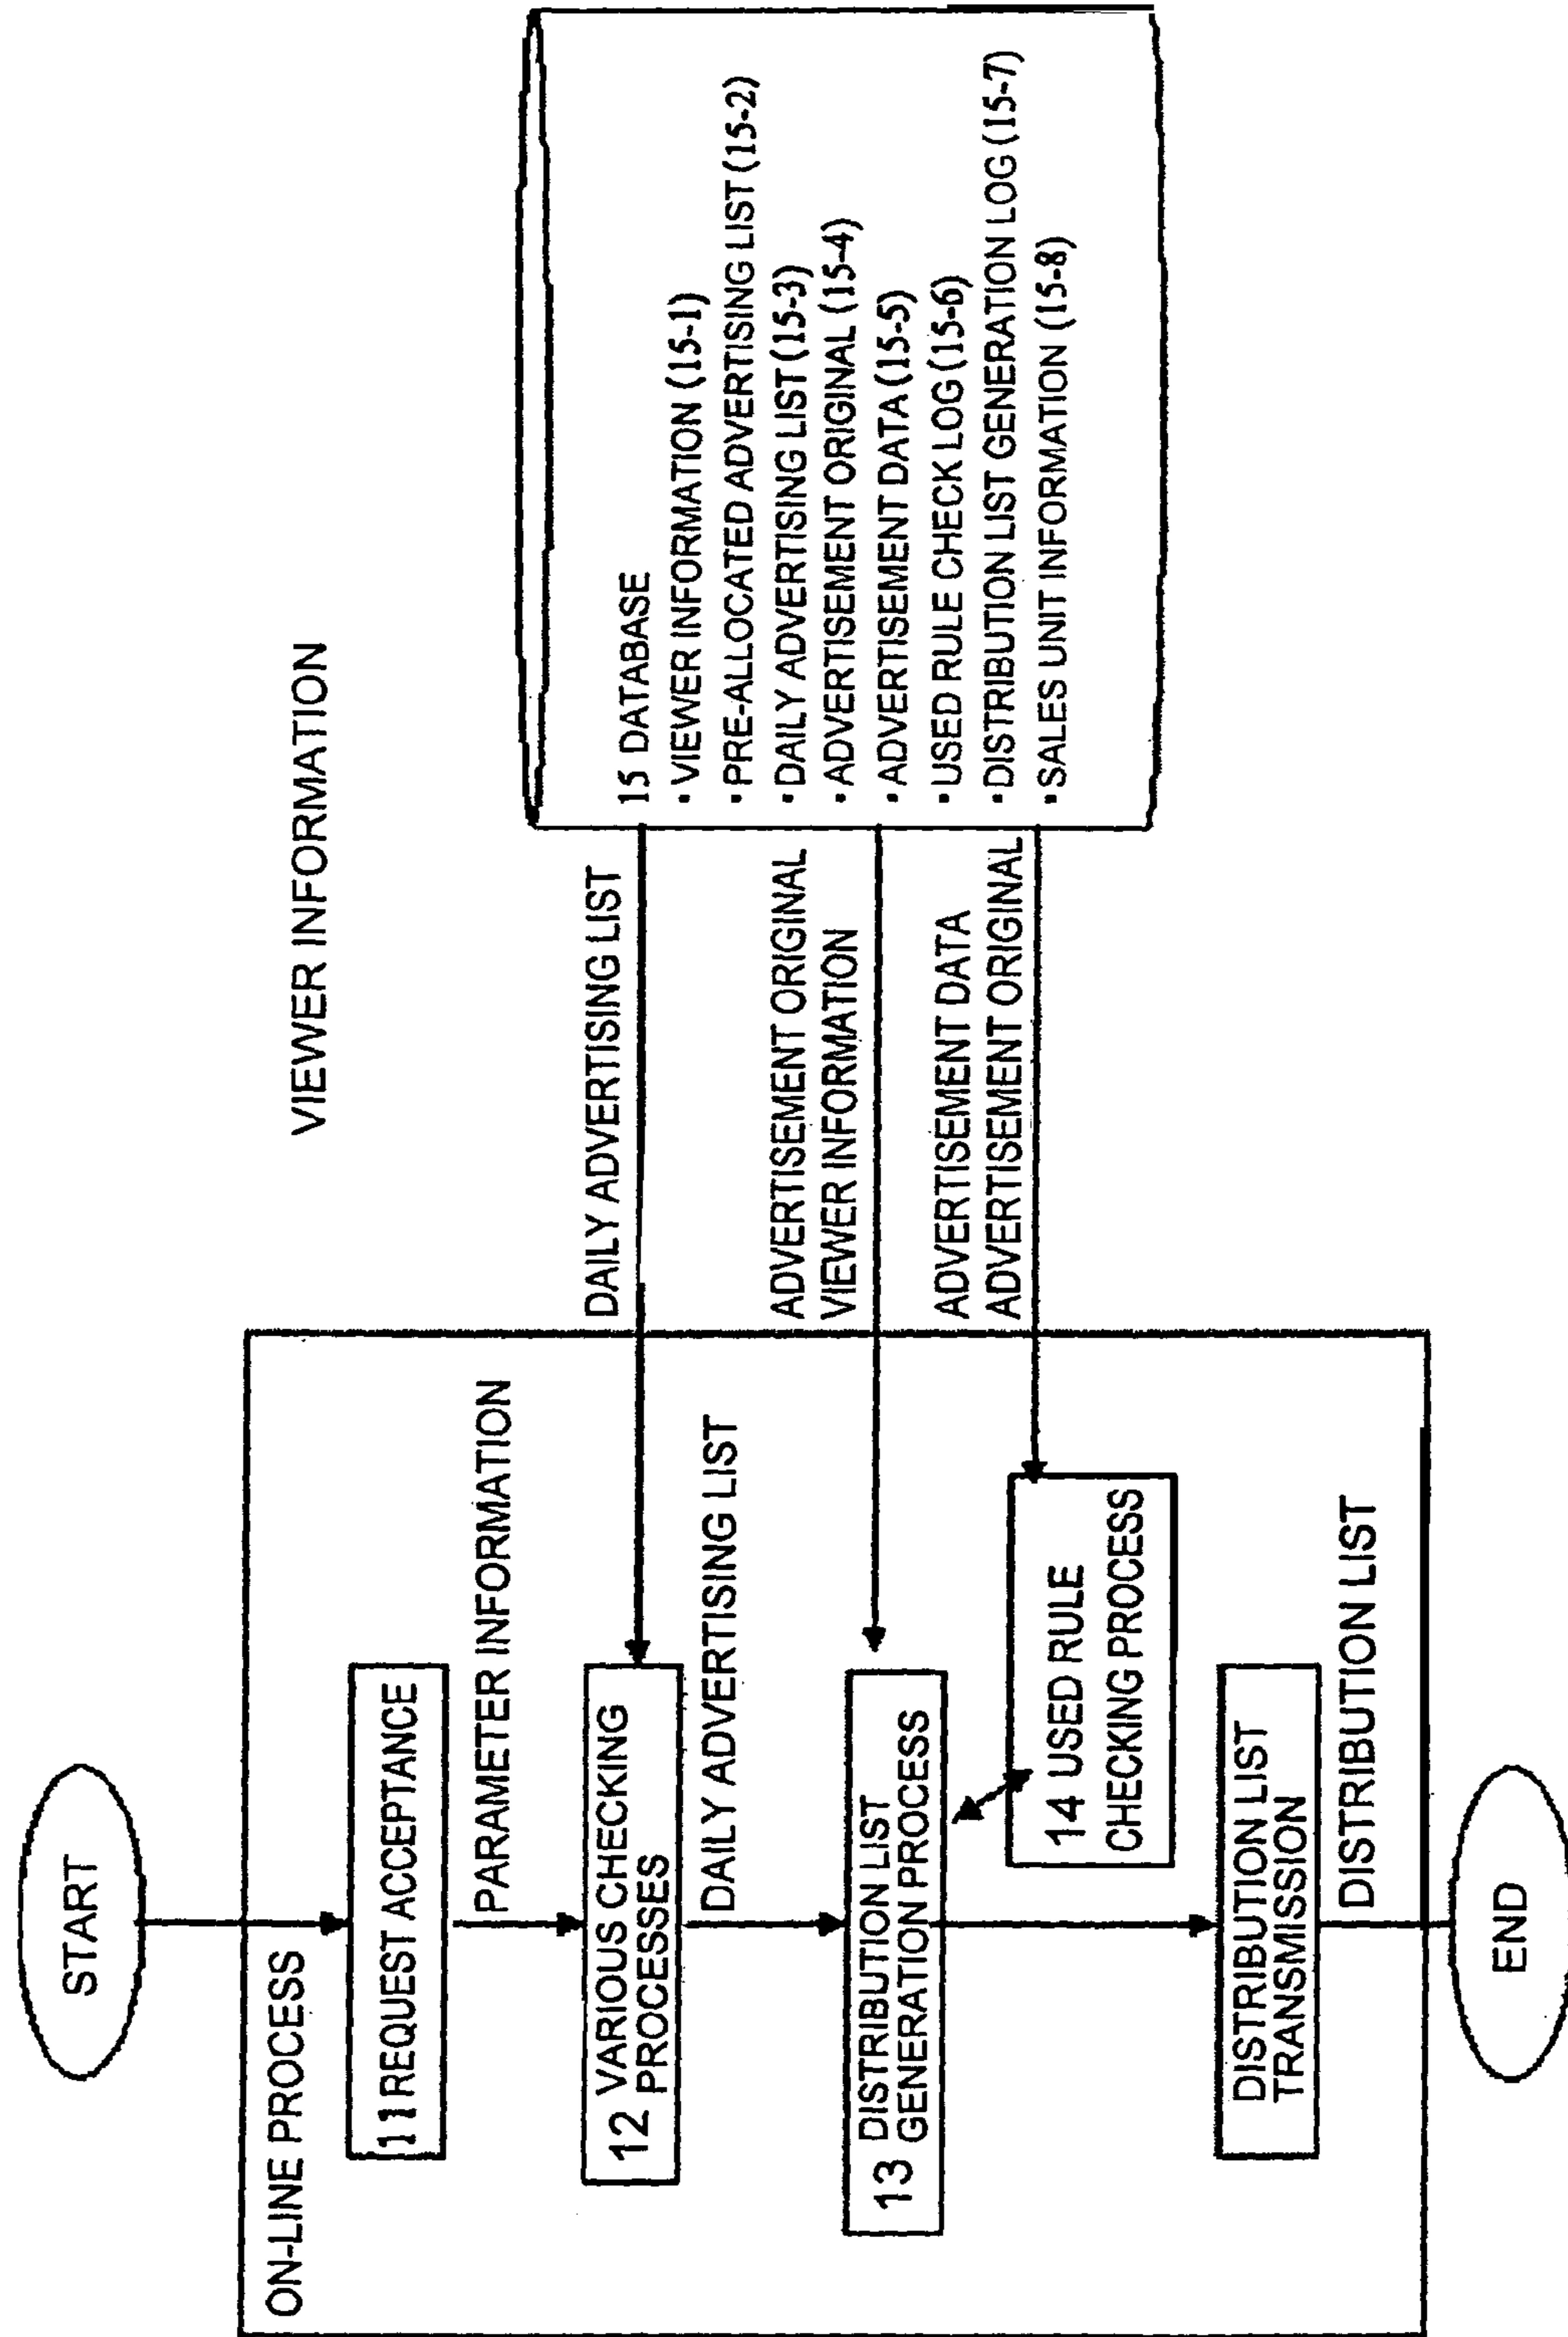 START
ON-LINE PROCESS
11 REQUEST ACCEPTANCE
PARAMETER INFORMATION
12 VARIOUS CHECKING
PROCESSES
DAILY ADVERTISING LIST
13 DISTRIBUTION LIST
GENERATION PROCESS
14 USED RULE
CHECKING PROCESS
DISTRIBUTION LIST
TRANSMISSION
DISTRIBUTION LIST
END
VIEWER INFORMATION
DAILY ADVERTISING LIST
ADVERTISEMENT ORIGINAL
VIEWER INFORMATION
ADVERTISEMENT DATA
ADVERTISEMENT ORIGINAL
15 DATABASE
• VIEWER INFORMATION (15-1)
• PRE-ALLOCATED ADVERTISING LIST (15-2)
• DAILY ADVERTISING LIST (15-3)
• ADVERTISEMENT ORIGINAL (15-4)
• ADVERTISEMENT DATA (15-5)
• USED RULE CHECK LOG (15-6)
• DISTRIBUTION LIST GENERATION LOG (15-7)
• SALES UNIT INFORMATION (15-8)